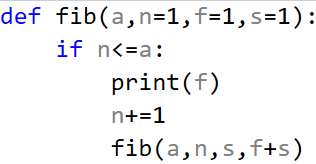 def fib(a,n=1,f=1,s=1):
    if n<=a:
        print(f)
        n+=1
        fib(a,n,s,f+s)